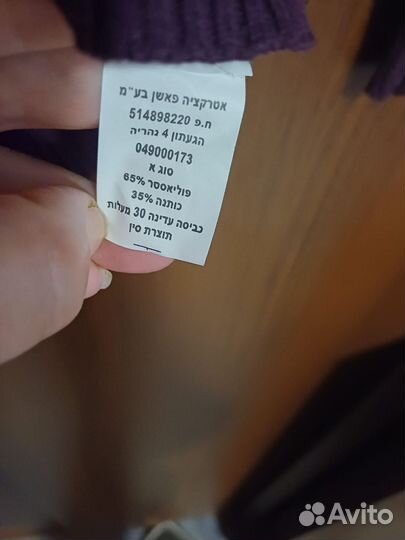 אטרקציה פאשן בע"מ
ח.פ 514898220
הגעתון 4 נהריה
049000173
סוג א
פוליאסטר 65%
כותנה 35%
כביסה עדינה 30 מעלות
תוצרת סין
Avito